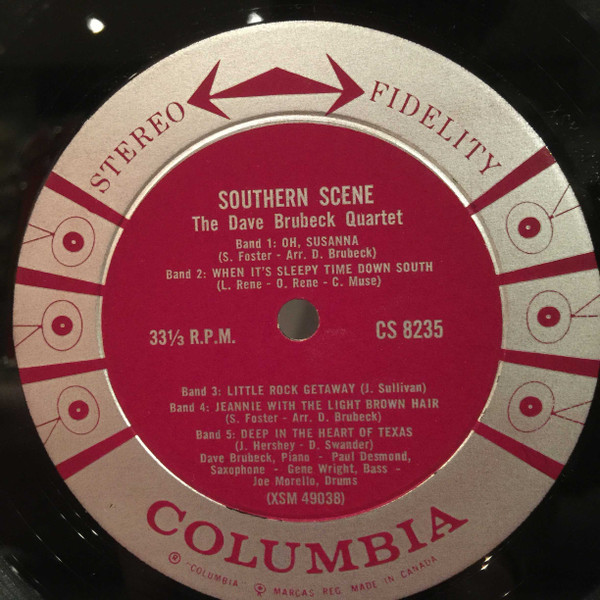 STEREO FIDELITY
SOUTHERN SCENE
The Dave Brubeck Quartet
Band 1: OH, SUSANNA
(S. Foster - Arr. D. Brubeck)
Band 2: WHEN IT'S SLEEPY TIME DOWN SOUTH
(L. Rene - O. Rene - C. Muse)
33⅓ R.P.M. CS 8235
Band 3: LITTLE ROCK GETAWAY (J. Sullivan)
Band 4: JEANNIE WITH THE LIGHT BROWN HAIR
(S. Foster - Arr. D. Brubeck)
Band 5: DEEP IN THE HEART OF TEXAS
(J. Hershey - D. Swander)
Dave Brubeck, Piano - Paul Desmond,
Saxophone - Gene Wright, Bass -
Joe Morello, Drums
(XSM 49038)
COLUMBIA
"COLUMBIA" MARCAS REG. MADE IN CANADA